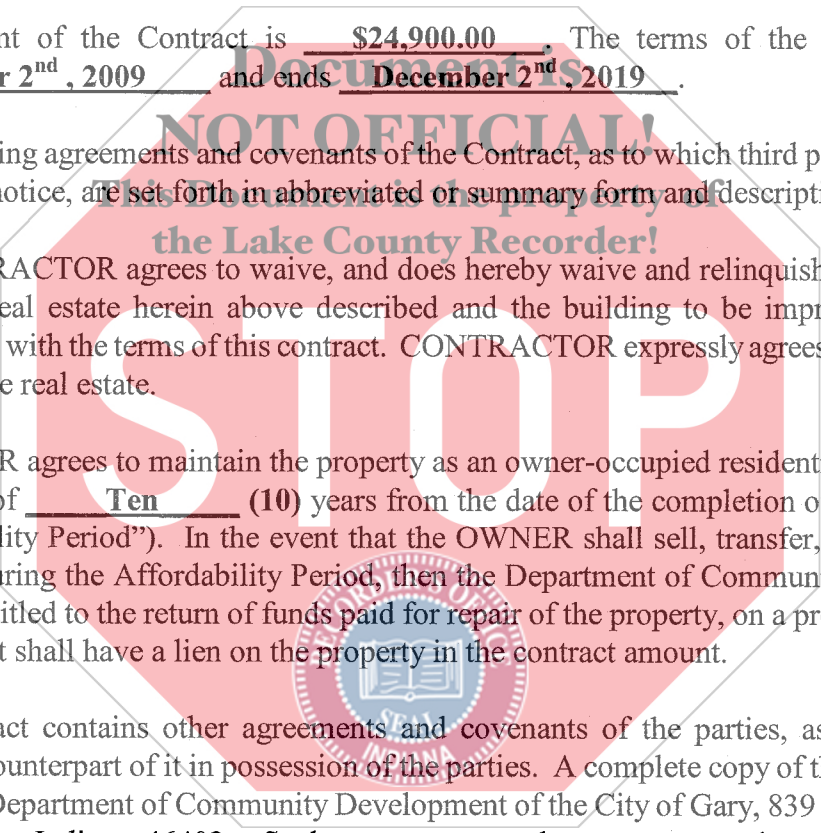 nt of the Contract is $24,900.00 . The terms of the
r 2nd , 2009 and ends December 2nd , 2019 .
Document is
NOT OFFICIAL!
ing agreements and covenants of the Contract, as to which third p
notice, are set forth in abbreviated or summary form and descripti
This Document is the property of
the Lake County Recorder!
RACTOR agrees to waive, and does hereby waive and relinquish
eal estate herein above described and the building to be impr
with the terms of this contract. CONTRACTOR expressly agrees
e real estate.
STOP
R agrees to maintain the property as an owner-occupied resident
of Ten (10) years from the date of the completion o
lity Period”). In the event that the OWNER shall sell, transfer,
uring the Affordability Period, then the Department of Commun
itled to the return of funds paid for repair of the property, on a pr
t shall have a lien on the property in the contract amount.
RECORDERS OFFICE
SEAL
INDIANA
act contains other agreements and covenants of the parties, as
ounterpart of it in possession of the parties. A complete copy of th
Department of Community Development of the City of Gary, 839